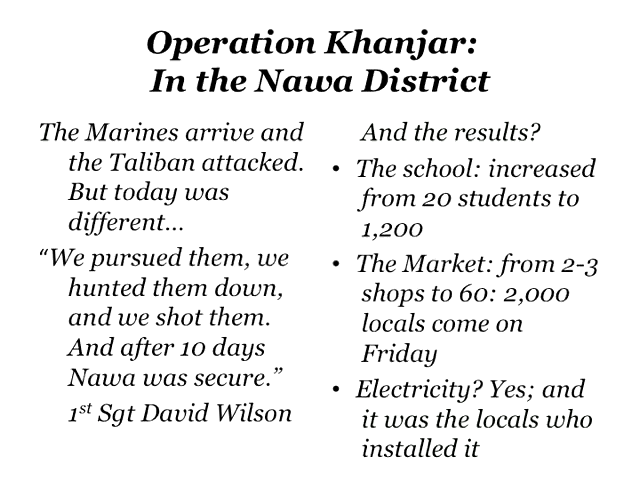 Operation Khanjar:
In the Nawa District
The Marines arrive and
the Taliban attacked.
But today was
different…
“We pursued them, we
hunted them down,
and we shot them.
And after 10 days
Nawa was secure.”
1st Sgt David Wilson
And the results?
• The school: increased
from 20 students to
1,200
• The Market: from 2-3
shops to 60: 2,000
locals come on
Friday
• Electricity? Yes; and
it was the locals who
installed it